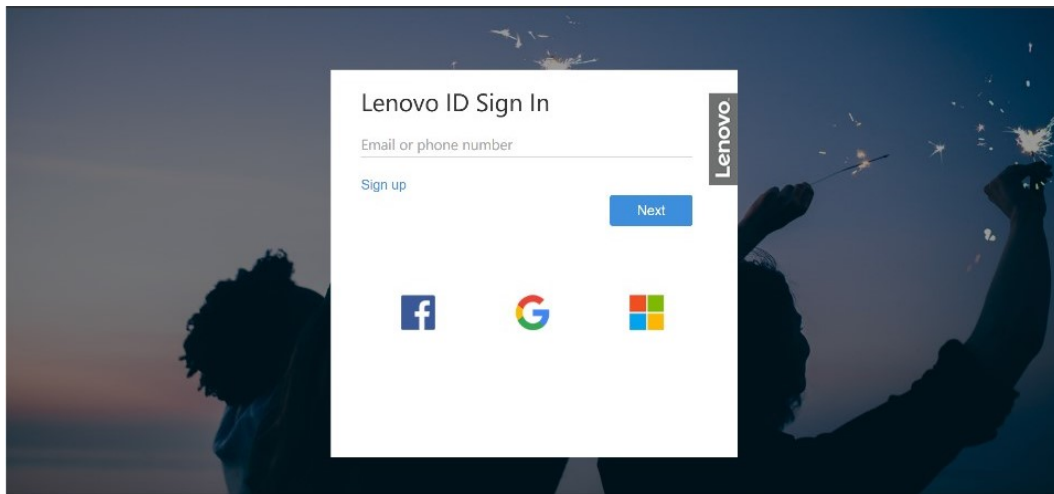 Lenovo ID Sign In
Email or phone number
Sign up
Next
Lenovo